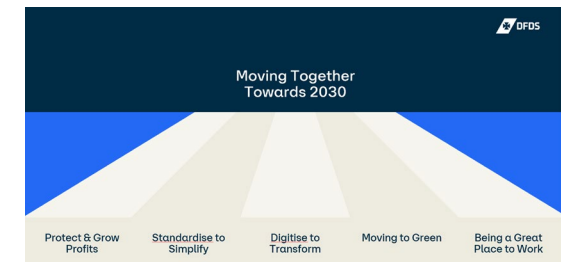 DFDS
Moving Together
Towards 2030
Protect & Grow
Profits
Standardise to
Simplify
Digitise to
Transform
Moving to Green
Being a Great
Place to Work